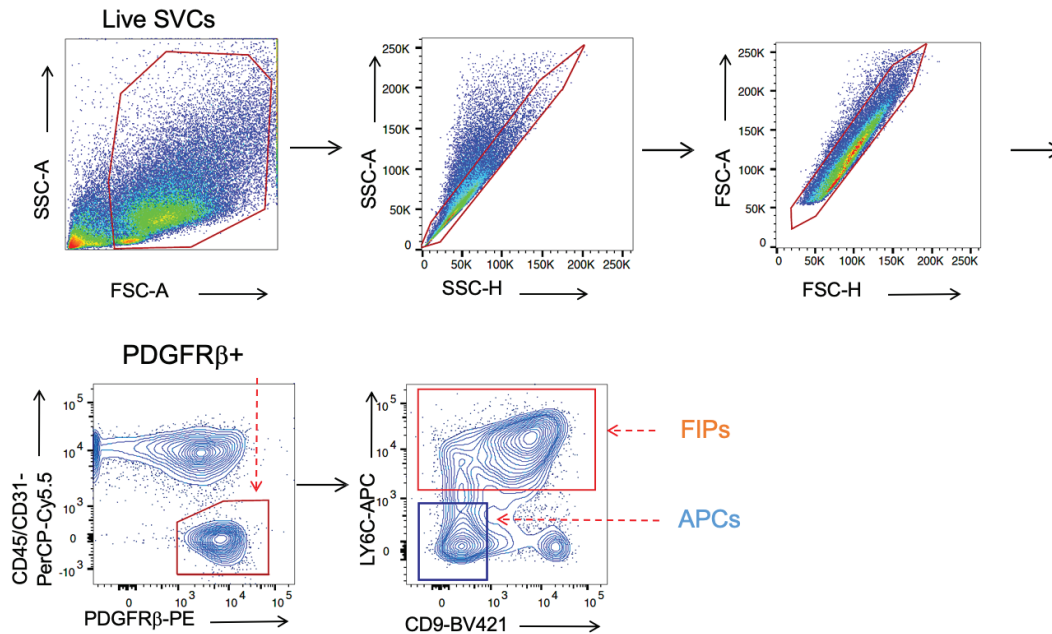 Live SVCs
SSC-A
FSC-A
SSC-A
250K
200K
150K
100K
50K
0
0 50K 100K 150K 200K 250K
SSC-H
FSC-A
250K
200K
150K
100K
50K
0
0 50K 100K 150K 200K 250K
FSC-H
PDGFRβ+
CD45/CD31-
PerCP-Cy5.5
10^5
10^4
10^3
0
-10^3
0 10^3 10^4 10^5
PDGFRβ-PE
LY6C-APC
10^5
10^4
10^3
0
0 10^3 10^4 10^5
CD9-BV421
FIPs
APCs